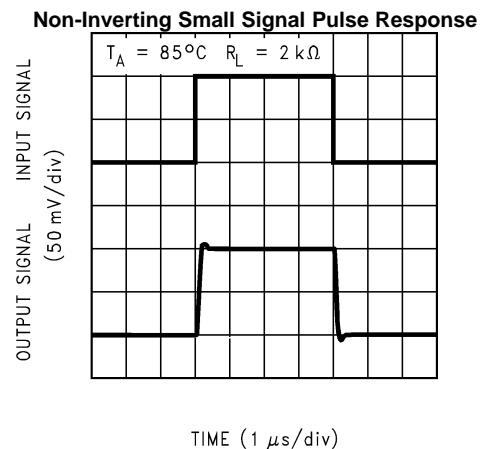 Non-Inverting Small Signal Pulse Response
T_A = 85°C R_L = 2 kΩ
INPUT SIGNAL
OUTPUT SIGNAL
(50 mV/div)
TIME (1 μs/div)